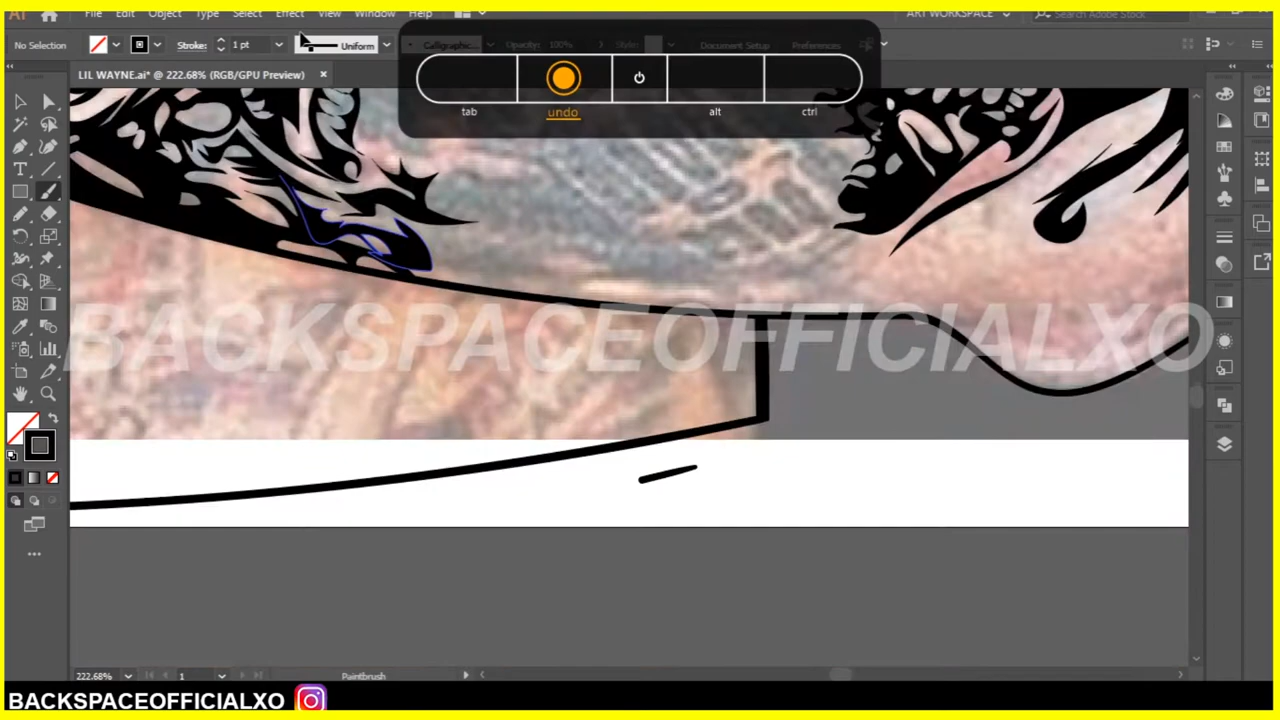 Ai File Edit Object Type Select Effect View Window Help ART WORKSPACE Search Adobe Stock
No Selection Stroke: 1 pt Uniform Calligraphic... Opacity: 100% Style: Document Setup Preferences
LIL WAYNE.ai* @ 222.68% (RGB/GPU Preview) ×
tab undo alt ctrl
BACKSPACEOFFICIALXO
222.68% 1 Paintbrush
BACKSPACEOFFICIALXO